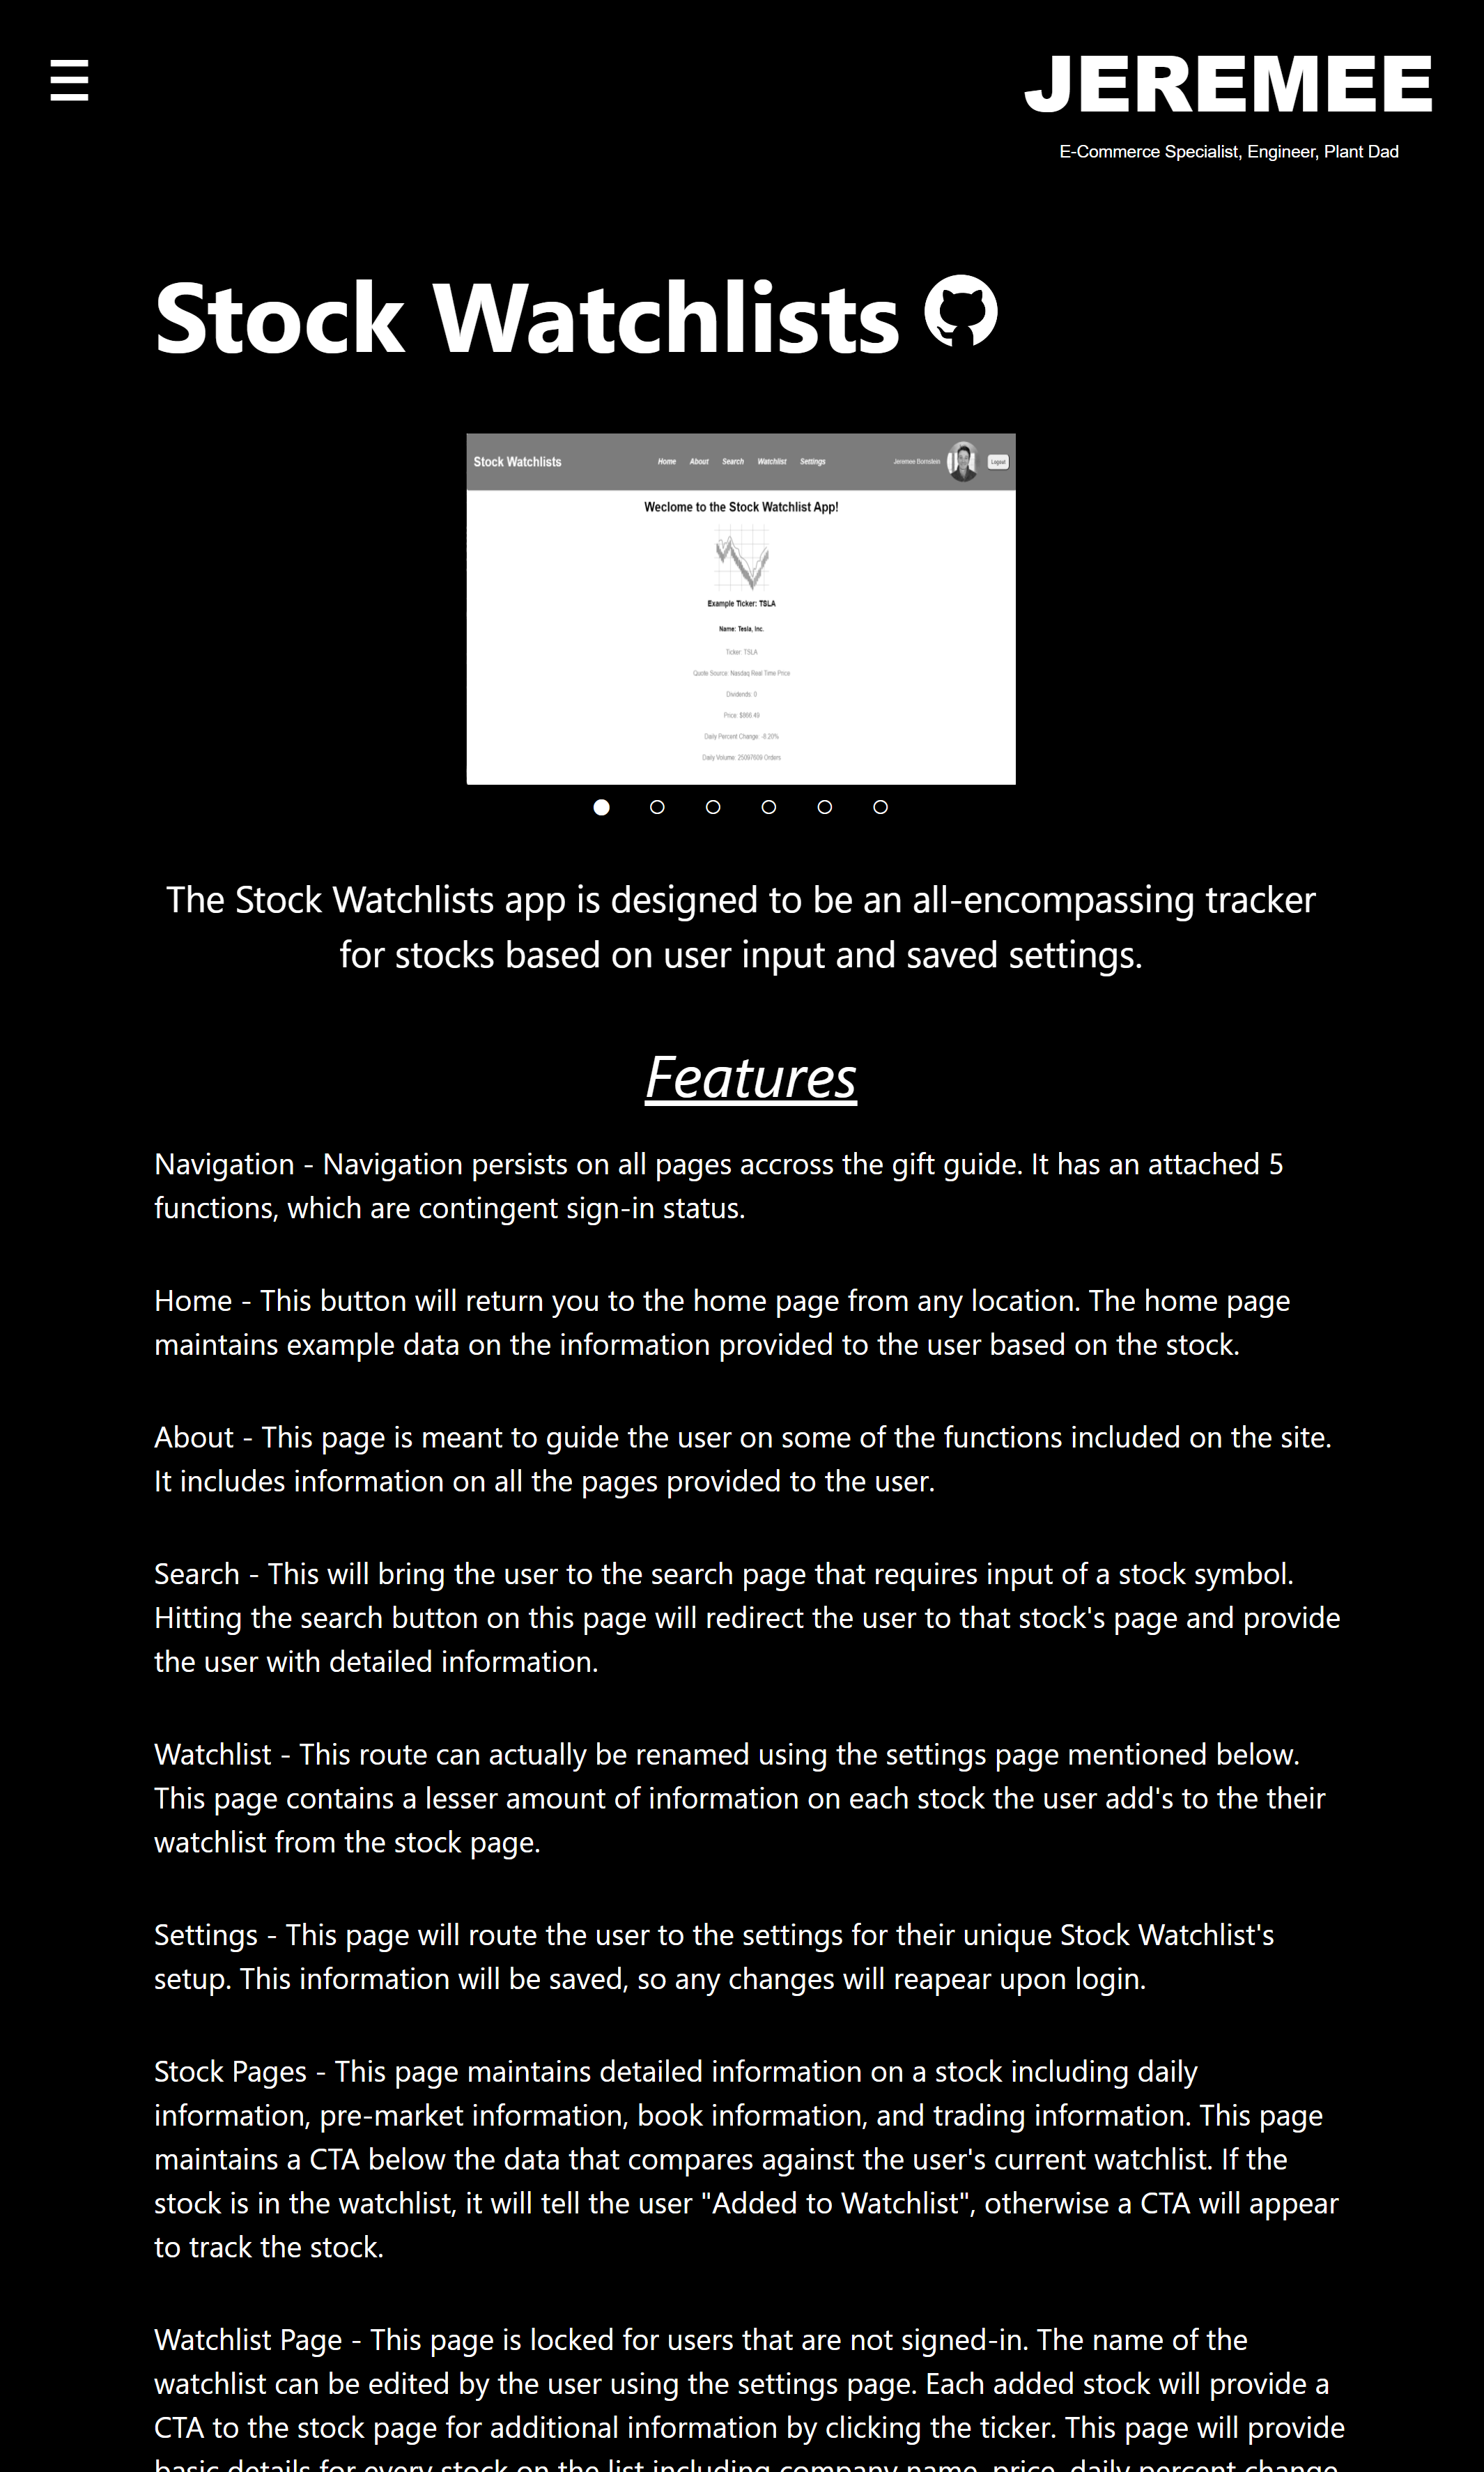 JEREMEE
E-Commerce Specialist, Engineer, Plant Dad
Stock Watchlists
Stock Watchlists
Home About Search Watchlist Settings
Jeremee Bornstein
Logout
Weclome to the Stock Watchlist App!
Example Ticker: TSLA
Name: Tesla, Inc.
Ticker: TSLA
Quote Source: Nasdaq Real Time Price
Dividends: 0
Price: $866.49
Daily Percent Change: -8.20%
Daily Volume: 25097609 Orders
The Stock Watchlists app is designed to be an all-encompassing tracker
for stocks based on user input and saved settings.
Features
Navigation - Navigation persists on all pages accross the gift guide. It has an attached 5
functions, which are contingent sign-in status.
Home - This button will return you to the home page from any location. The home page
maintains example data on the information provided to the user based on the stock.
About - This page is meant to guide the user on some of the functions included on the site.
It includes information on all the pages provided to the user.
Search - This will bring the user to the search page that requires input of a stock symbol.
Hitting the search button on this page will redirect the user to that stock's page and provide
the user with detailed information.
Watchlist - This route can actually be renamed using the settings page mentioned below.
This page contains a lesser amount of information on each stock the user add's to the their
watchlist from the stock page.
Settings - This page will route the user to the settings for their unique Stock Watchlist's
setup. This information will be saved, so any changes will reapear upon login.
Stock Pages - This page maintains detailed information on a stock including daily
information, pre-market information, book information, and trading information. This page
maintains a CTA below the data that compares against the user's current watchlist. If the
stock is in the watchlist, it will tell the user "Added to Watchlist", otherwise a CTA will appear
to track the stock.
Watchlist Page - This page is locked for users that are not signed-in. The name of the
watchlist can be edited by the user using the settings page. Each added stock will provide a
CTA to the stock page for additional information by clicking the ticker. This page will provide
basic details for every stock on the list including company name, price, daily percent change